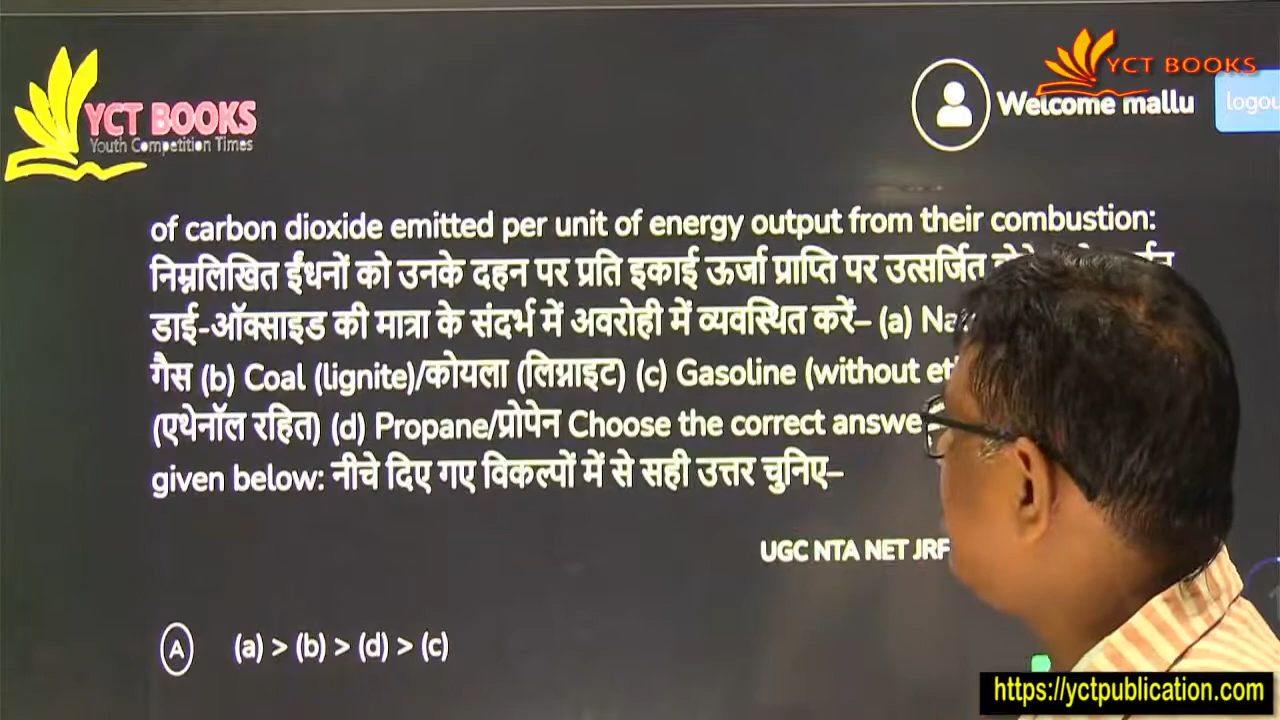 YCT BOOKS
Youth Competition Times
YCT BOOKS
Welcome mallu
of carbon dioxide emitted per unit of energy output from their combustion:
निम्नलिखित ईंधनों को उनके दहन पर प्रति इकाई ऊर्जा प्राप्ति पर उत्सर्जित
डाई-ऑक्साइड की मात्रा के संदर्भ में अवरोही में व्यवस्थित करें– (a)
गैस (b) Coal (lignite)/कोयला (लिग्नाइट) (c) Gasoline (without
(एथेनॉल रहित) (d) Propane/प्रोपेन Choose the correct
given below: नीचे दिए गए विकल्पों में से सही उत्तर चुनिए–
UGC NTA NET JRF
A (a) > (b) > (d) > (c)
https://yctpublication.com